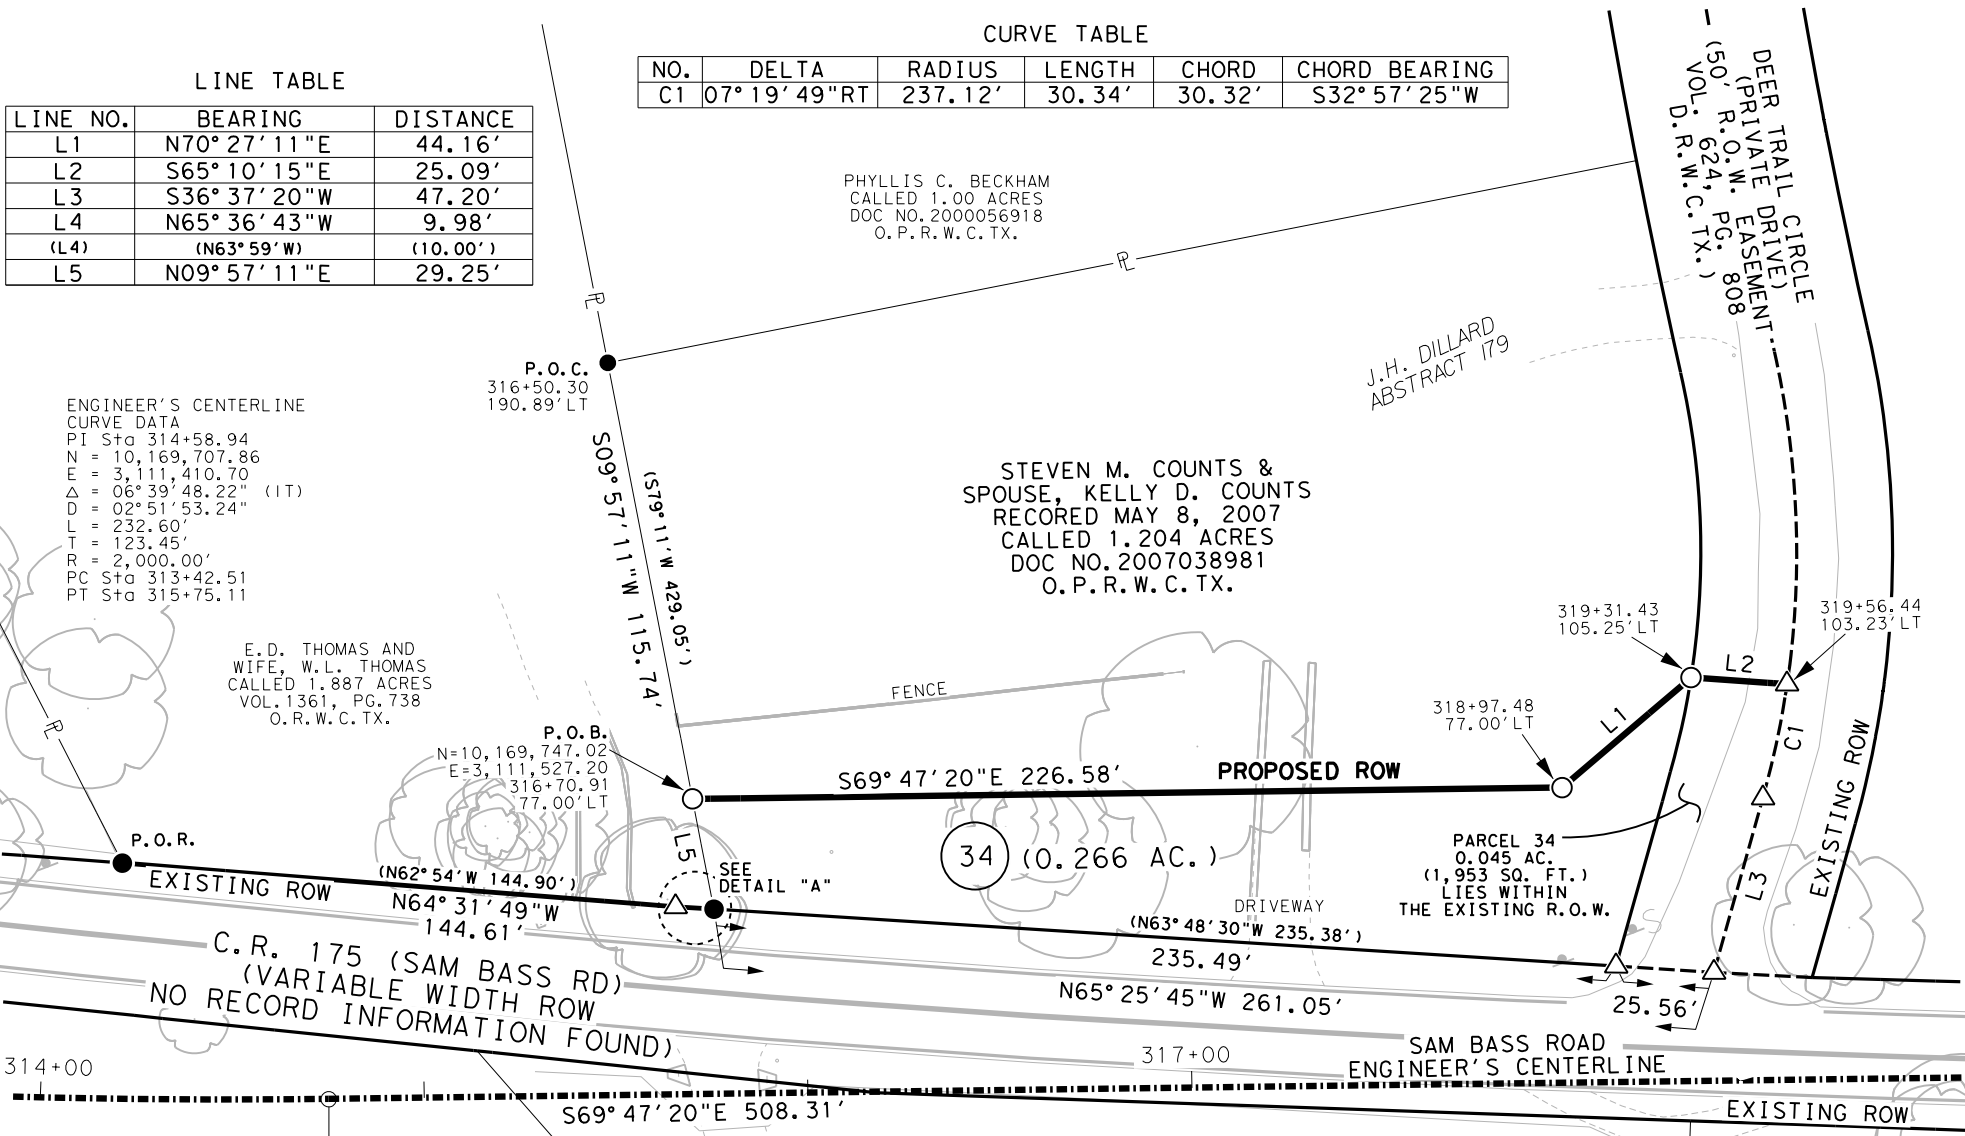 LINE TABLE
LINE NO. BEARING DISTANCE
L1 N70°27'11"E 44.16'
L2 S65°10'15"E 25.09'
L3 S36°37'20"W 47.20'
L4 N65°36'43"W 9.98'
(L4) (N63°59'W) (10.00')
L5 N09°57'11"E 29.25'
CURVE TABLE
NO. DELTA RADIUS LENGTH CHORD CHORD BEARING
C1 07°19'49"RT 237.12' 30.34' 30.32' S32°57'25"W
PHYLLIS C. BECKHAM
CALLED 1.00 ACRES
DOC NO.2000056918
O.P.R.W.C.TX.
DEER TRAIL CIRCLE
(PRIVATE DRIVE)
(50' R.O.W. EASEMENT
VOL. 624, PG. 808
D.R.W.C.TX.)
PL
PL
P.O.C.
316+50.30
190.89'LT
J.H. DILLARD
ABSTRACT 179
ENGINEER'S CENTERLINE
CURVE DATA
PI Sta 314+58.94
N = 10,169,707.86
E = 3,111,410.70
△ = 06°39'48.22" (IT)
D = 02°51'53.24"
L = 232.60'
T = 123.45'
R = 2,000.00'
PC Sta 313+42.51
PT Sta 315+75.11
S09°57'11"W 115.74'
(S79°11'W 429.05')
STEVEN M. COUNTS &
SPOUSE, KELLY D. COUNTS
RECORED MAY 8, 2007
CALLED 1.204 ACRES
DOC NO.2007038981
O.P.R.W.C.TX.
319+31.43
105.25'LT
319+56.44
103.23'LT
E.D. THOMAS AND
WIFE, W.L. THOMAS
CALLED 1.887 ACRES
VOL.1361, PG.738
O.R.W.C.TX.
PL
FENCE
L2
L1
C1
318+97.48
77.00'LT
P.O.B.
N=10,169,747.02
E=3,111,527.20
316+70.91
77.00'LT
S69°47'20"E 226.58'
PROPOSED ROW
EXISTING ROW
P.O.R.
L5
SEE
DETAIL "A"
34 (0.266 AC.)
PARCEL 34
0.045 AC.
(1,953 SQ. FT.)
LIES WITHIN
THE EXISTING R.O.W.
L3
EXISTING ROW
(N62°54'W 144.90')
N64°31'49"W
144.61'
DRIVEWAY
(N63°48'30"W 235.38')
235.49'
N65°25'45"W 261.05'
25.56'
C.R. 175 (SAM BASS RD)
(VARIABLE WIDTH ROW
NO RECORD INFORMATION FOUND)
314+00
317+00
SAM BASS ROAD
ENGINEER'S CENTERLINE
S69°47'20"E 508.31'
EXISTING ROW